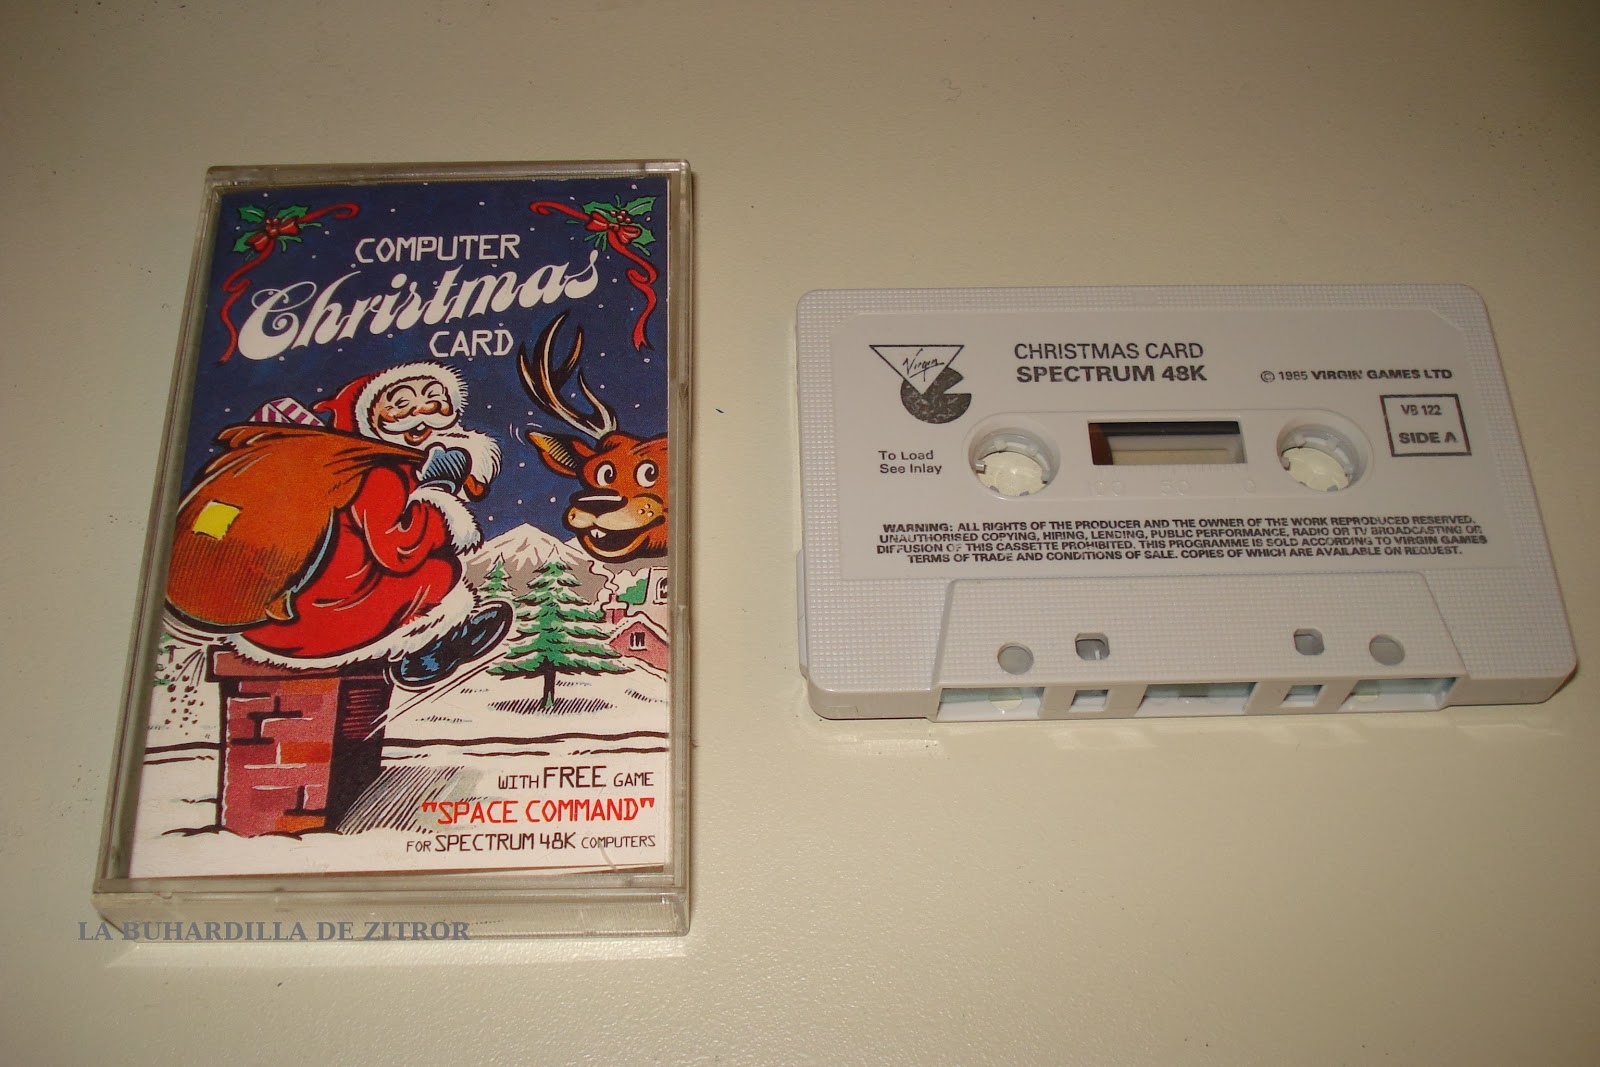 COMPUTER
Christmas
CARD
WITH FREE GAME
"SPACE COMMAND"
FOR SPECTRUM 48K COMPUTERS
LA BUHARDILLA DE ZITROR
Virgin
CHRISTMAS CARD
SPECTRUM 48K
© 1985 VIRGIN GAMES LTD
VB 122
SIDE A
To Load
See Inlay
100 50 0
WARNING: ALL RIGHTS OF THE PRODUCER AND THE OWNER OF THE WORK REPRODUCED RESERVED.
UNAUTHORISED COPYING, HIRING, LENDING, PUBLIC PERFORMANCE, RADIO OR TV BROADCASTING OR
DIFFUSION OF THIS CASSETTE PROHIBITED. THIS PROGRAMME IS SOLD ACCORDING TO VIRGIN GAMES
TERMS OF TRADE AND CONDITIONS OF SALE. COPIES OF WHICH ARE AVAILABLE ON REQUEST.